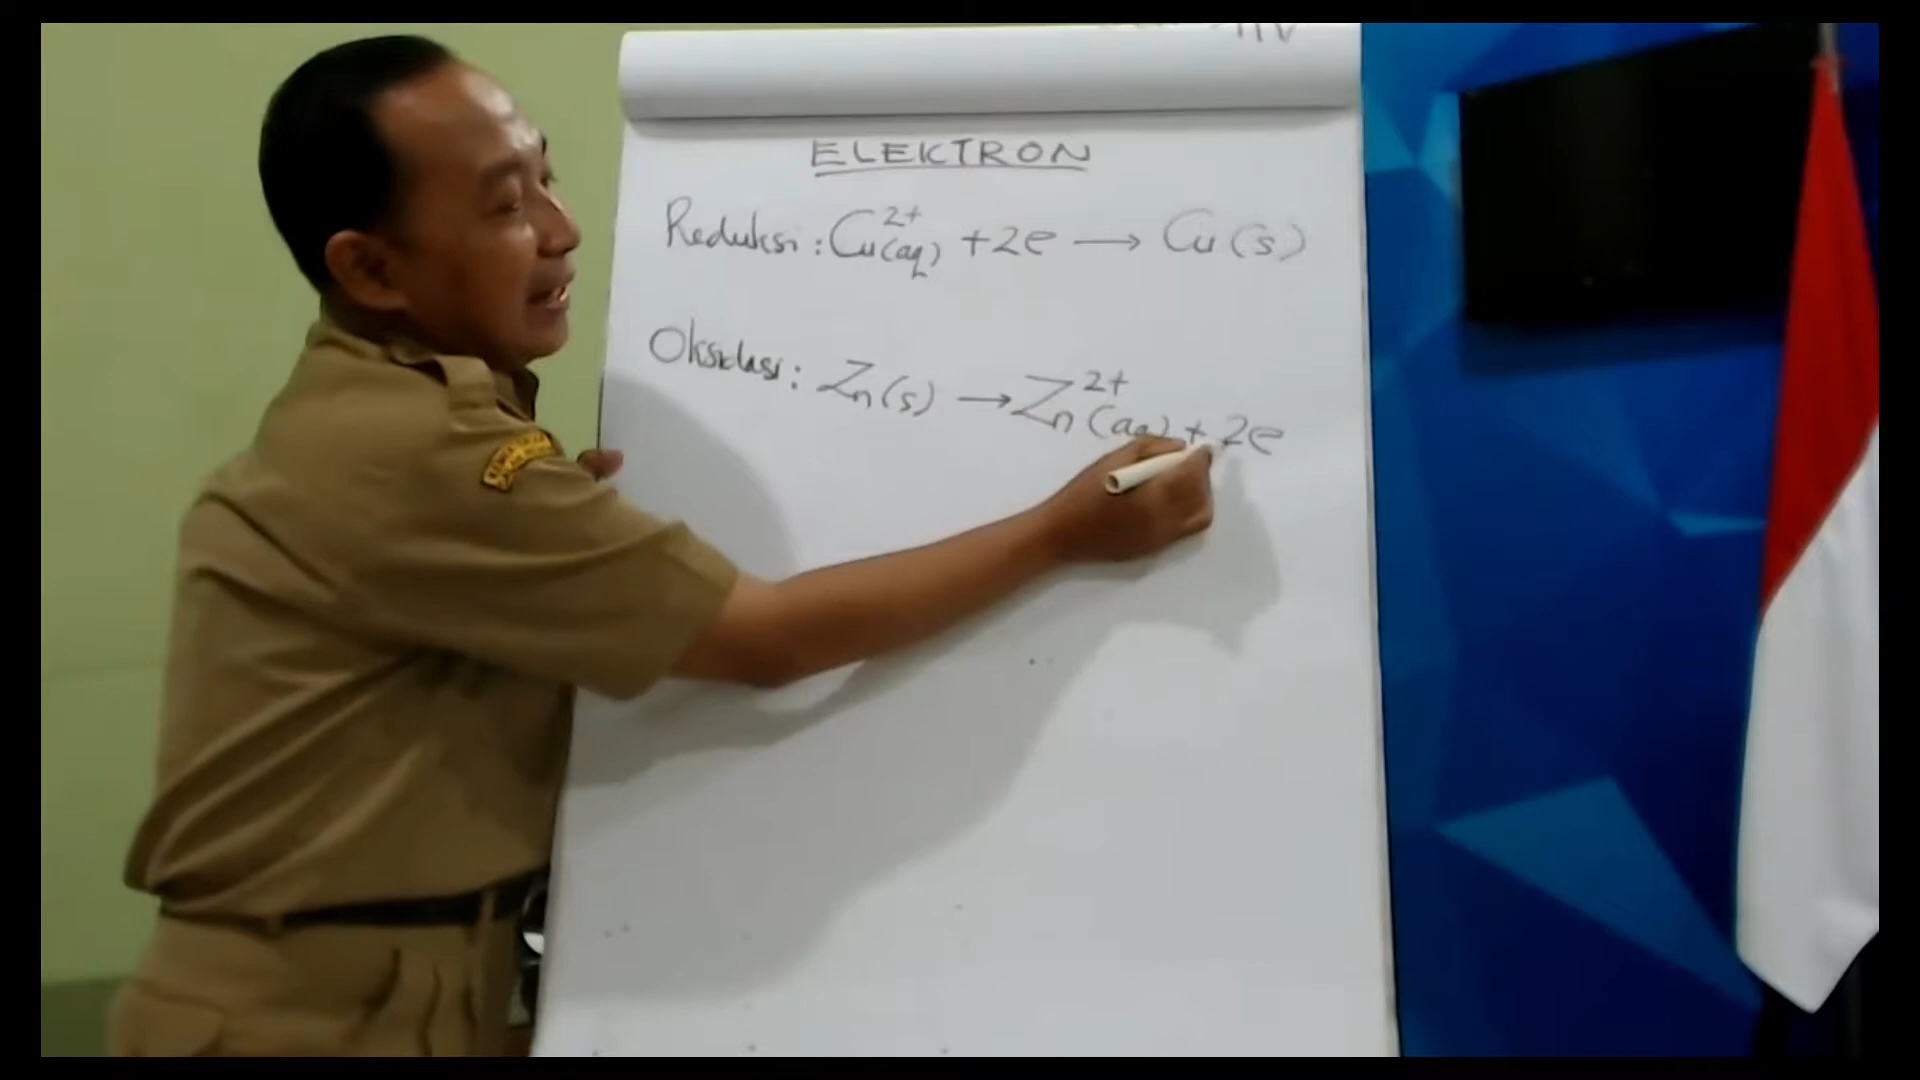 ELEKTRON
Reduksi : Cu²⁺(aq) + 2e → Cu (s)
Oksidasi : Zn(s) → Zn²⁺(aq) + 2e